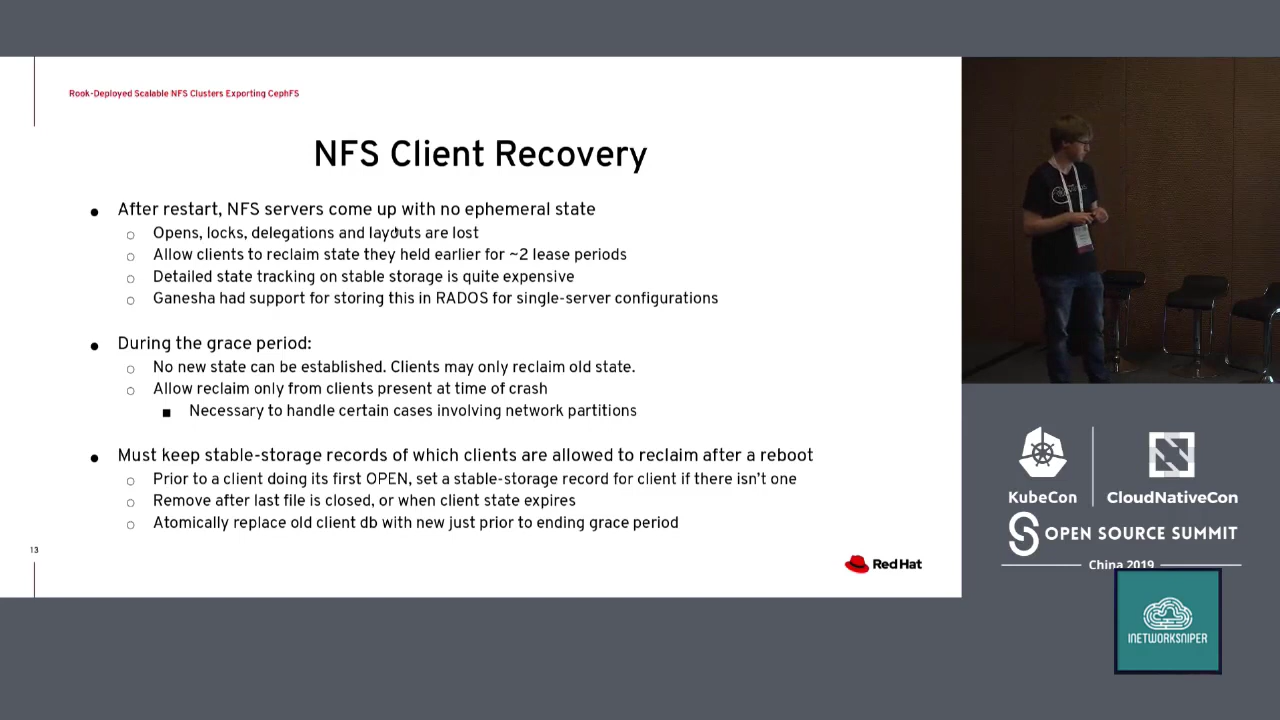 Rook-Deployed Scalable NFS Clusters Exporting CephFS
NFS Client Recovery
● After restart, NFS servers come up with no ephemeral state
○ Opens, locks, delegations and layouts are lost
○ Allow clients to reclaim state they held earlier for ~2 lease periods
○ Detailed state tracking on stable storage is quite expensive
○ Ganesha had support for storing this in RADOS for single-server configurations
● During the grace period:
○ No new state can be established. Clients may only reclaim old state.
○ Allow reclaim only from clients present at time of crash
■ Necessary to handle certain cases involving network partitions
● Must keep stable-storage records of which clients are allowed to reclaim after a reboot
○ Prior to a client doing its first OPEN, set a stable-storage record for client if there isn't one
○ Remove after last file is closed, or when client state expires
○ Atomically replace old client db with new just prior to ending grace period
13
Red Hat
KubeCon
CloudNativeCon
OPEN SOURCE SUMMIT
China 2019
INETWORKSNIPER